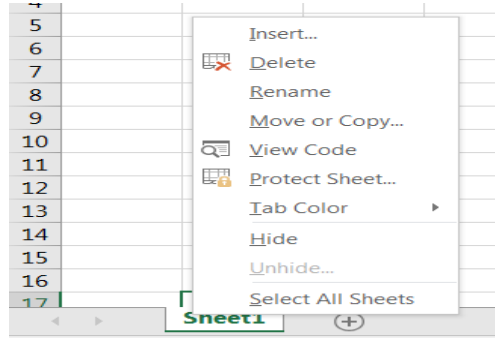 4
5
6
7
8
9
10
11
12
13
14
15
16
17
Insert...
Delete
Rename
Move or Copy...
View Code
Protect Sheet...
Tab Color
Hide
Unhide...
Select All Sheets
Sheet1